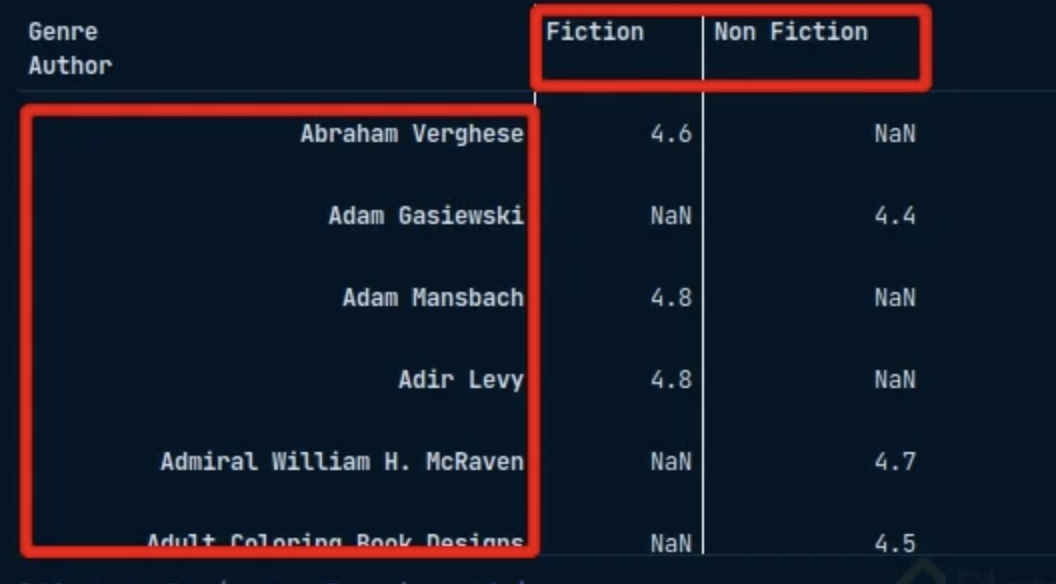 Genre Fiction Non Fiction
Author
Abraham Verghese 4.6 NaN
Adam Gasiewski NaN 4.4
Adam Mansbach 4.8 NaN
Adir Levy 4.8 NaN
Admiral William H. McRaven NaN 4.7
Adult Coloring Book Designs NaN 4.5